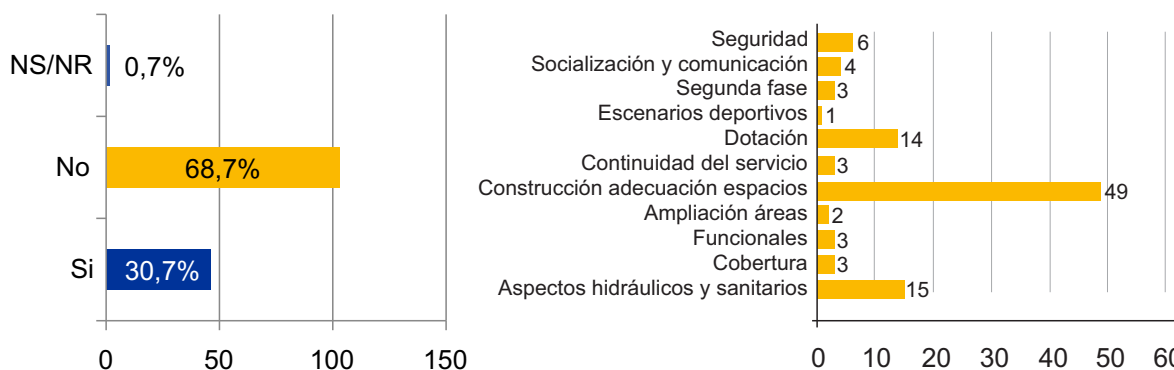 NS/NR 0,7%
No 68,7%
Si 30,7%
0 50 100 150
Seguridad 6
Socialización y comunicación 4
Segunda fase 3
Escenarios deportivos 1
Dotación 14
Continuidad del servicio 3
Construcción adecuación espacios 49
Ampliación áreas 2
Funcionales 3
Cobertura 3
Aspectos hidráulicos y sanitarios 15
0 10 20 30 40 50 60